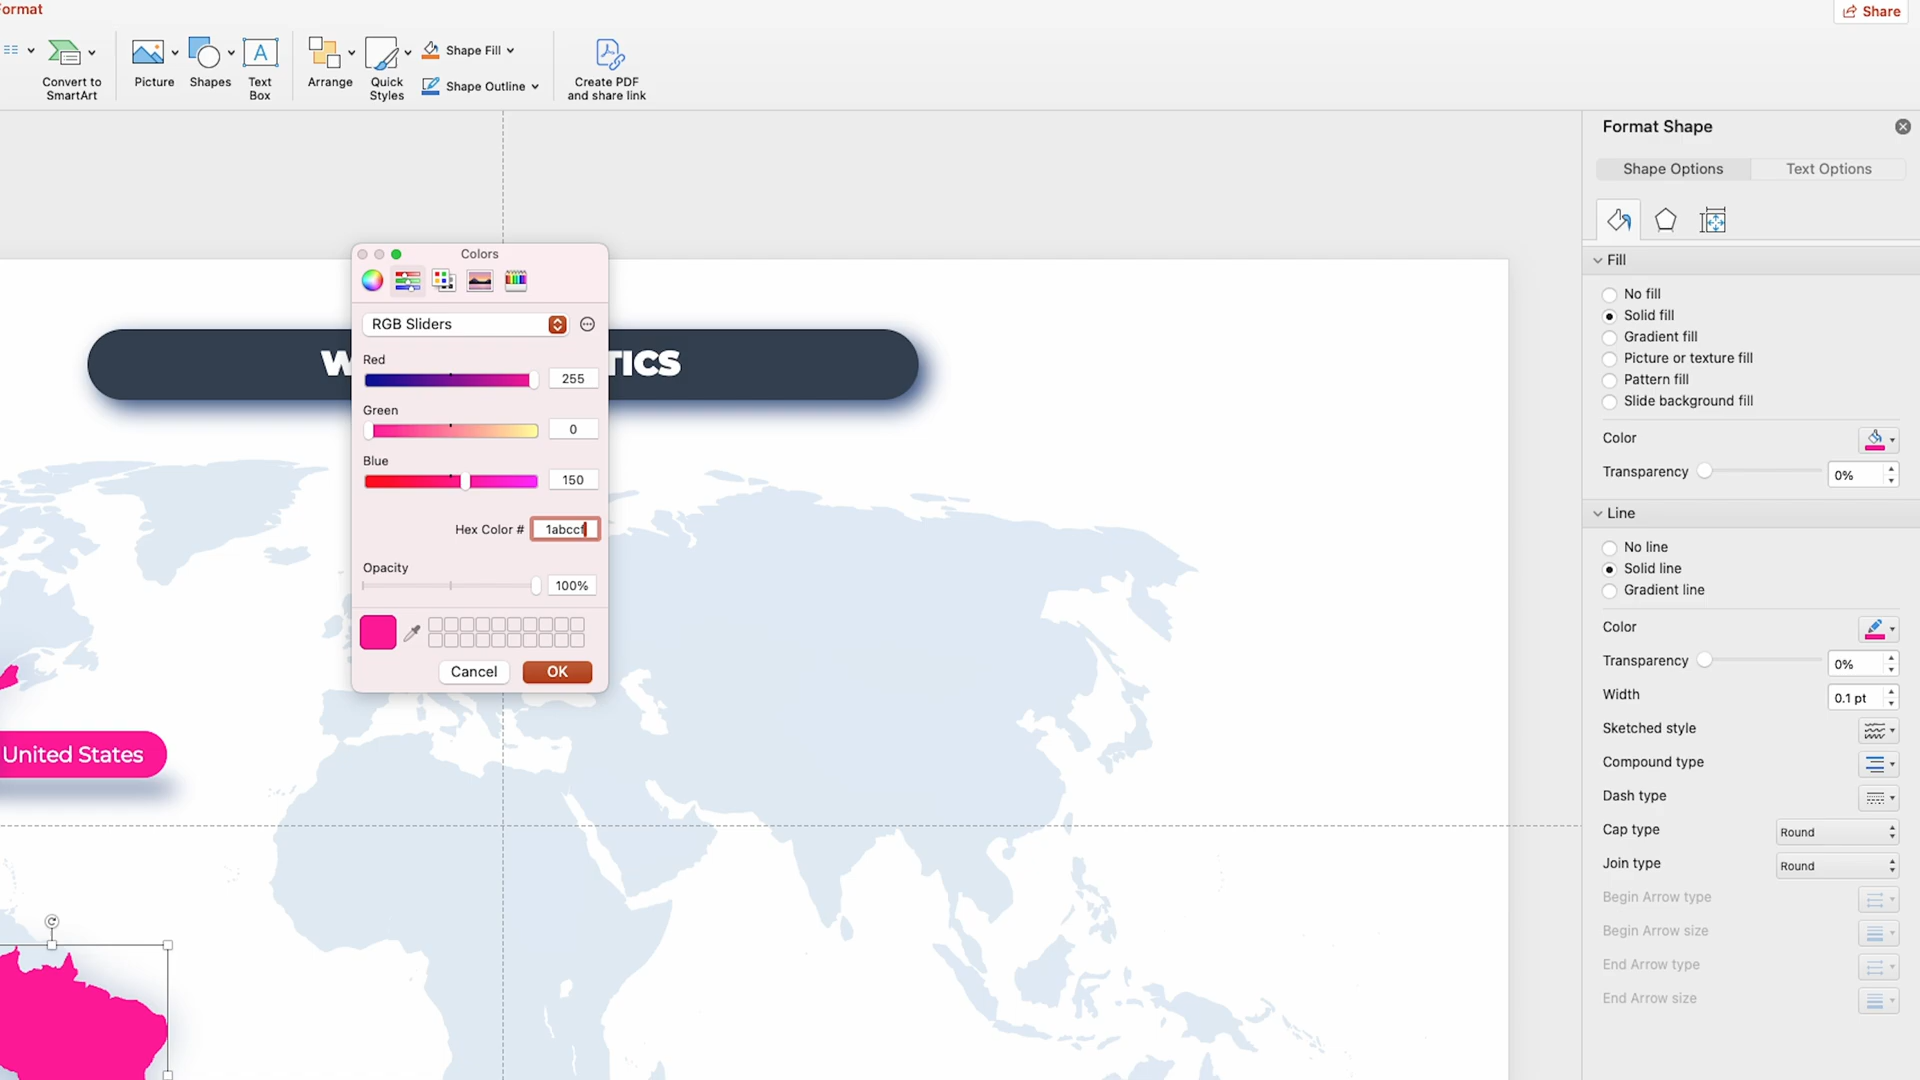 Share
Convert to
SmartArt
Picture
Shapes
Text
Box
Arrange
Quick
Styles
Shape Fill
Shape Outline
Create PDF
and share link
Format Shape
Shape Options
Text Options
Fill
No fill
Solid fill
Gradient fill
Picture or texture fill
Pattern fill
Slide background fill
Color
Transparency
0%
Line
No line
Solid line
Gradient line
Color
Transparency
0%
Width
0.1 pt
Sketched style
Compound type
Dash type
Cap type
Round
Join type
Round
Begin Arrow type
Begin Arrow size
End Arrow type
End Arrow size
Colors
RGB Sliders
Red
255
Green
0
Blue
150
Hex Color #
1abccf
Opacity
100%
Cancel
OK
United States